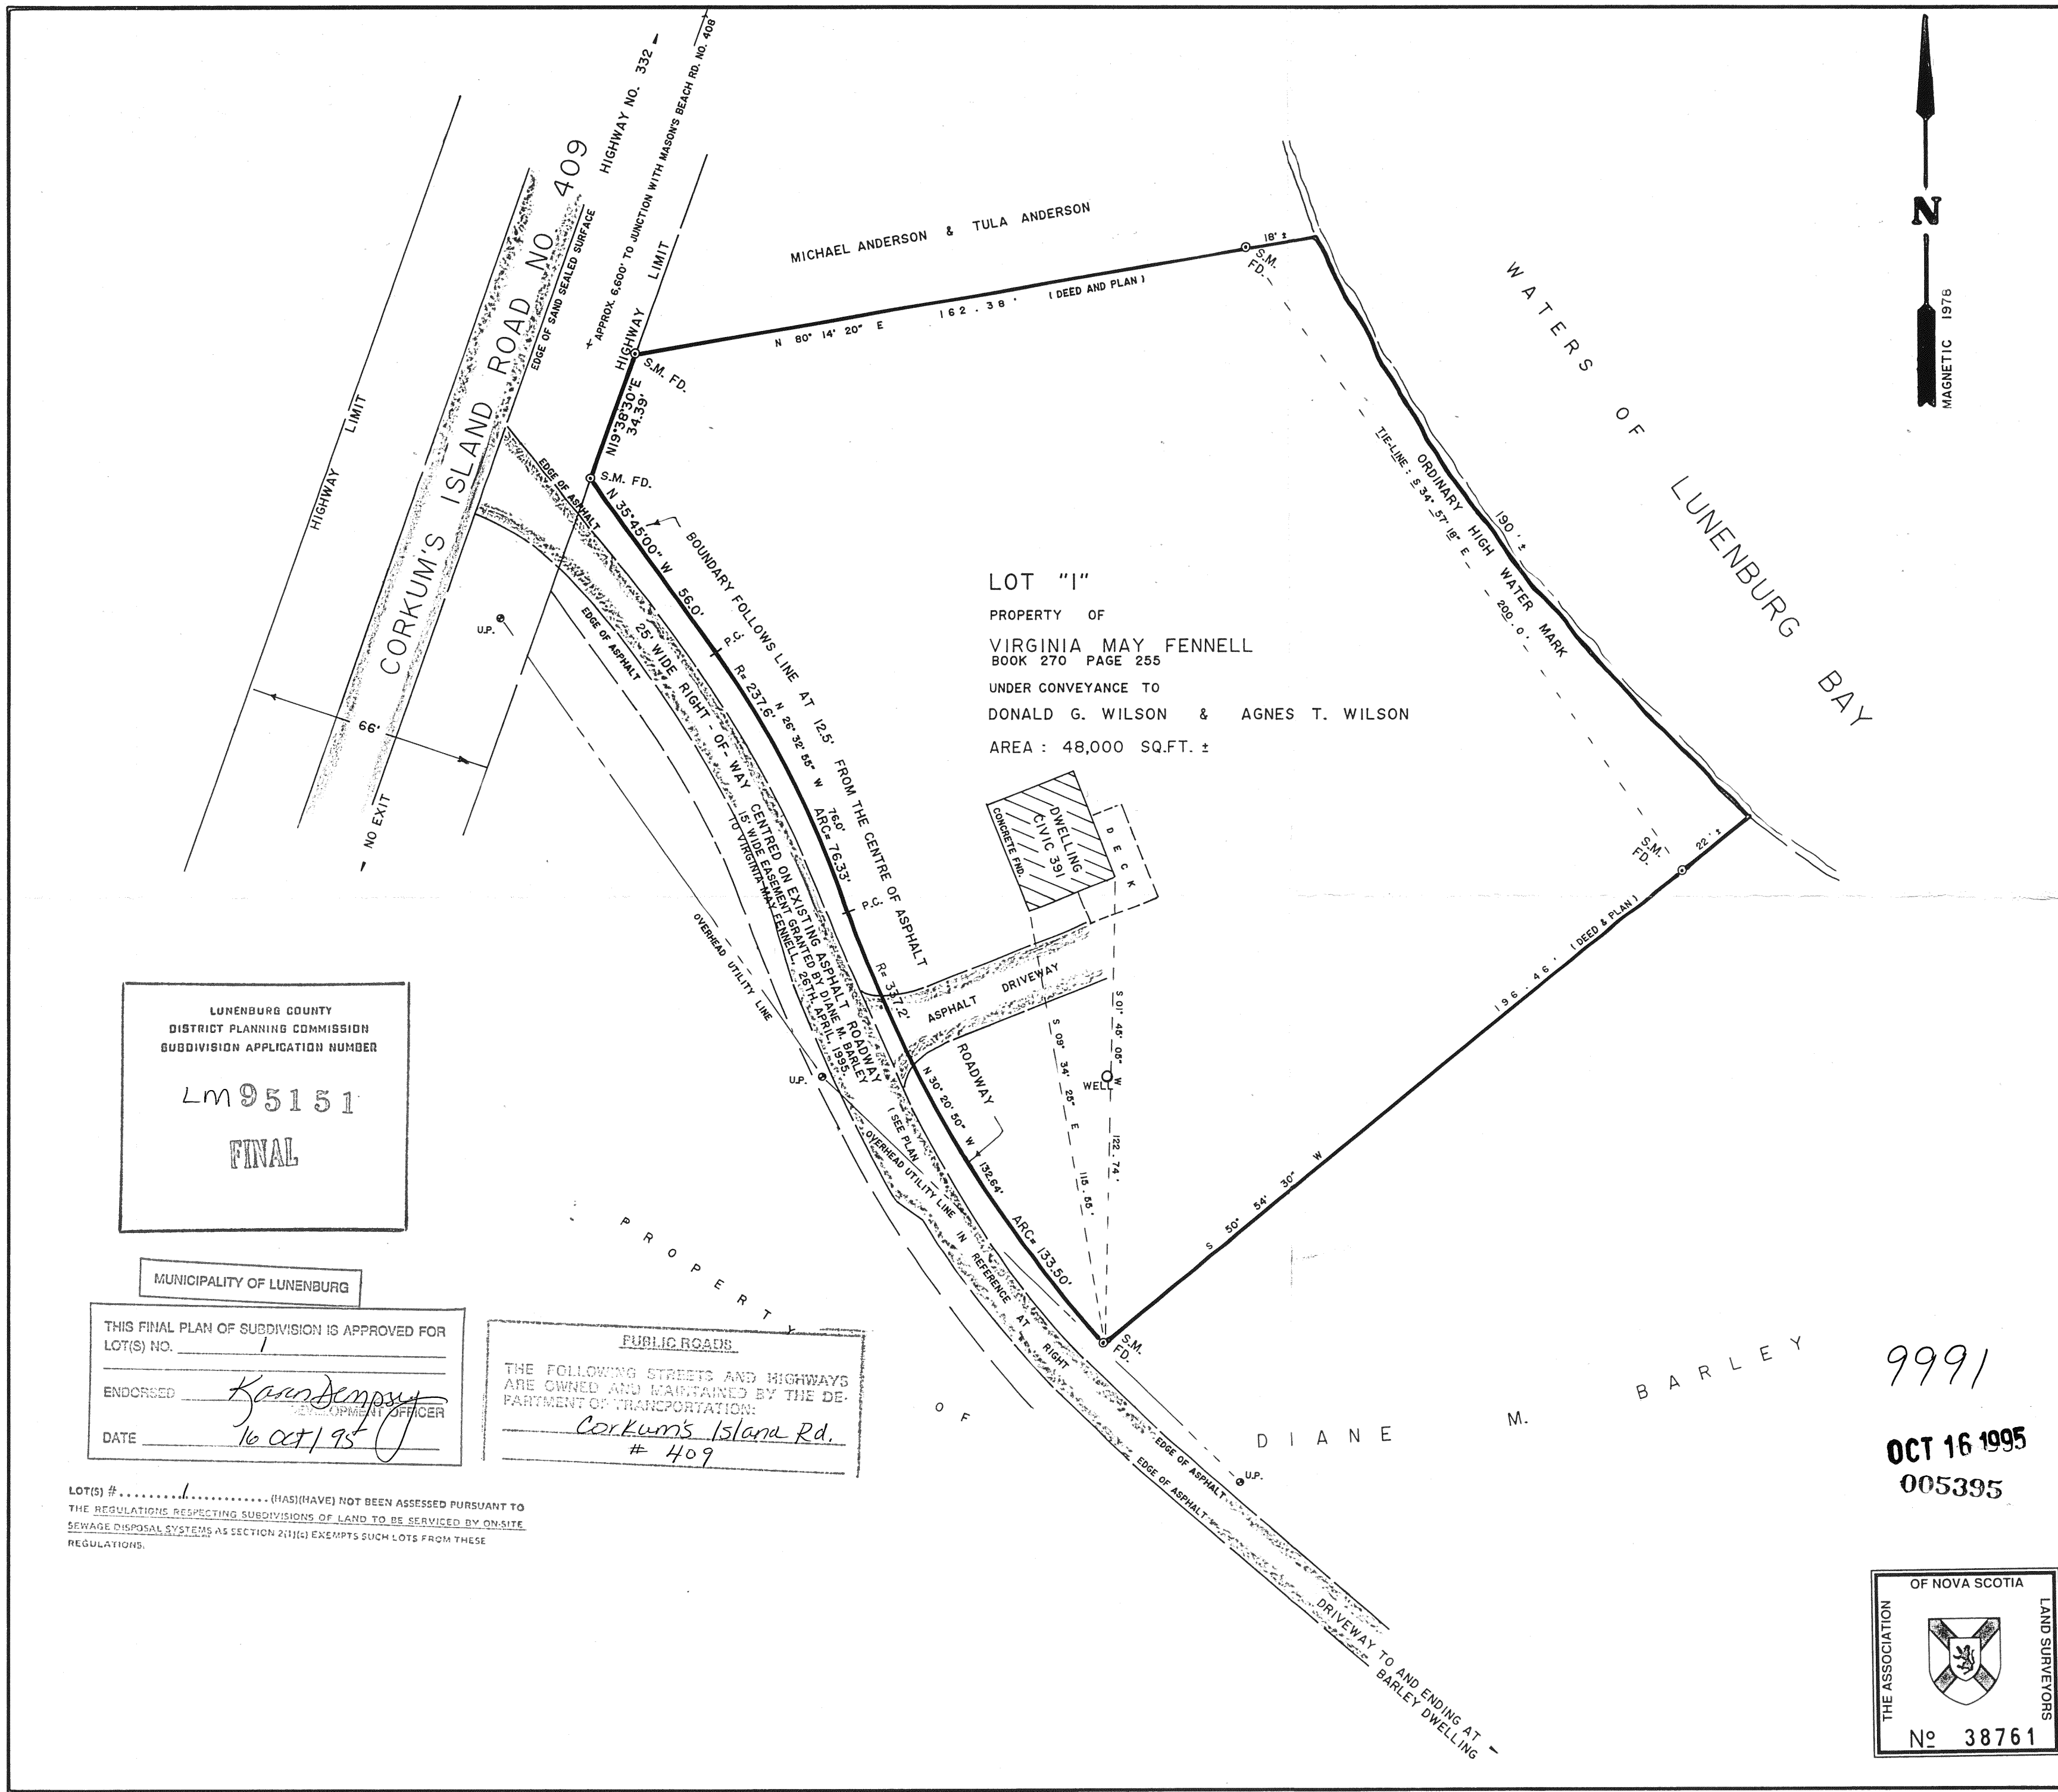 HIGHWAY NO. 332
APPROX. 6,600' TO JUNCTION WITH MASON'S BEACH RD. NO. 408
CORKUM'S ISLAND ROAD NO 409
EDGE OF SAND SEALED SURFACE
HIGHWAY LIMIT
HIGHWAY LIMIT
66'
NO EXIT
MICHAEL ANDERSON & TULA ANDERSON
N 80° 14' 20" E 162.38' (DEED AND PLAN)
18' ±
S.M. FD.
S.M. FD.
N19°38'30"E
34.39'
S.M. FD.
N 35°45'00" W 56.0'
P.C.
BOUNDARY FOLLOWS LINE AT 12.5' FROM THE CENTRE OF ASPHALT ROADWAY
R= 237.6'
N 26° 32' 55" W 76.0'
ARC= 76.33'
P.C.
R= 337.2'
N 30° 20' 50" W 132.64'
ARC= 133.50'
EDGE OF ASPHALT
EDGE OF ASPHALT
25' WIDE RIGHT-OF-WAY CENTRED ON EXISTING ASPHALT ROADWAY
15' WIDE EASEMENT GRANTED BY DIANE M. BARLEY
TO VIRGINIA MAY FENNELL, 26TH. APRIL, 1995.
(SEE PLAN IN REFERENCE AT RIGHT
U.P.
OVERHEAD UTILITY LINE
U.P.
OVERHEAD UTILITY LINE
WATERS OF LUNENBURG BAY
N
MAGNETIC 1978
TIE-LINE: S 34° 57' 18" E 200.0'
ORDINARY HIGH WATER MARK
190' ±
LOT "1"
PROPERTY OF
VIRGINIA MAY FENNELL
BOOK 270 PAGE 255
UNDER CONVEYANCE TO
DONALD G. WILSON & AGNES T. WILSON
AREA: 48,000 SQ.FT. ±
DWELLING
CIVIC 391
CONCRETE FND.
DECK
S.M. FD.
22' ±
S 50° 54' 30" W 196.46' (DEED & PLAN)
ASPHALT DRIVEWAY
WELL
S 09° 34' 25" E 115.55'
S 01° 45' 05" W 122.74'
S.M. FD.
PROPERTY OF DIANE M. BARLEY
U.P.
EDGE OF ASPHALT
EDGE OF ASPHALT
DRIVEWAY TO AND ENDING AT
BARLEY DWELLING
LUNENBURG COUNTY
DISTRICT PLANNING COMMISSION
SUBDIVISION APPLICATION NUMBER
LM95151
FINAL
MUNICIPALITY OF LUNENBURG
THIS FINAL PLAN OF SUBDIVISION IS APPROVED FOR
LOT(S) NO. 1
ENDORSED Karen Dempsey
DEVELOPMENT OFFICER
DATE 16 Oct/95
PUBLIC ROADS
THE FOLLOWING STREETS AND HIGHWAYS
ARE OWNED AND MAINTAINED BY THE DE-
PARTMENT OF TRANSPORTATION:
Corkum's Island Rd.
# 409
LOT(S) # 1 (HAS)(HAVE) NOT BEEN ASSESSED PURSUANT TO
THE REGULATIONS RESPECTING SUBDIVISIONS OF LAND TO BE SERVICED BY ON-SITE
SEWAGE DISPOSAL SYSTEMS AS SECTION 2(1)(c) EXEMPTS SUCH LOTS FROM THESE
REGULATIONS.
9991
OCT 16 1995
005395
THE ASSOCIATION
OF NOVA SCOTIA
LAND SURVEYORS
Nº 38761